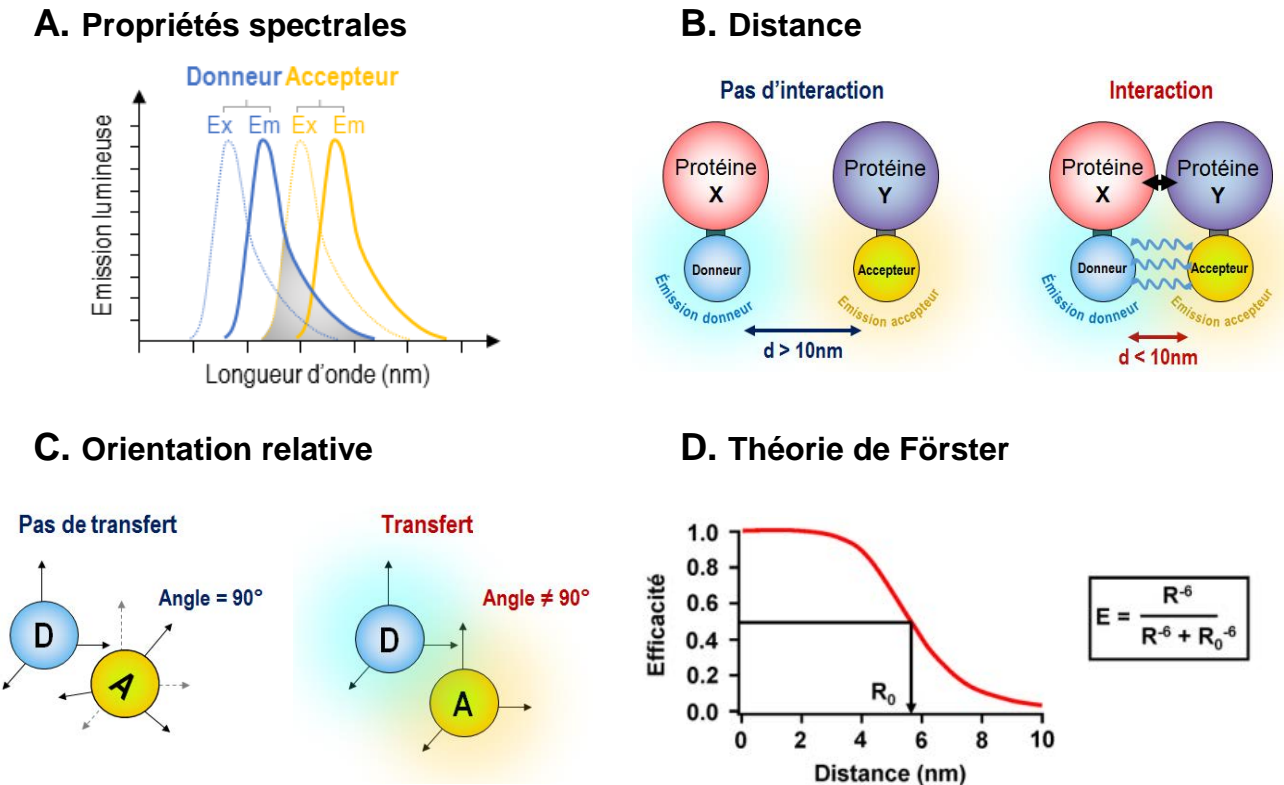 A. Propriétés spectrales
Donneur Accepteur
Ex Em Ex Em
Emission lumineuse
Longueur d'onde (nm)
B. Distance
Pas d'interaction
Interaction
Protéine
X
Protéine
Y
Protéine
X
Protéine
Y
Donneur
Accepteur
Donneur
Accepteur
Émission donneur
Emission accepteur
Émission donneur
Emission accepteur
d > 10nm
d < 10nm
C. Orientation relative
Pas de transfert
Transfert
Angle = 90°
Angle ≠ 90°
D
A
D
A
D. Théorie de Förster
Efficacité
1.0
0.8
0.6
0.4
0.2
0.0
R₀
0 2 4 6 8 10
Distance (nm)
E = R⁻⁶ / (R⁻⁶ + R₀⁻⁶)